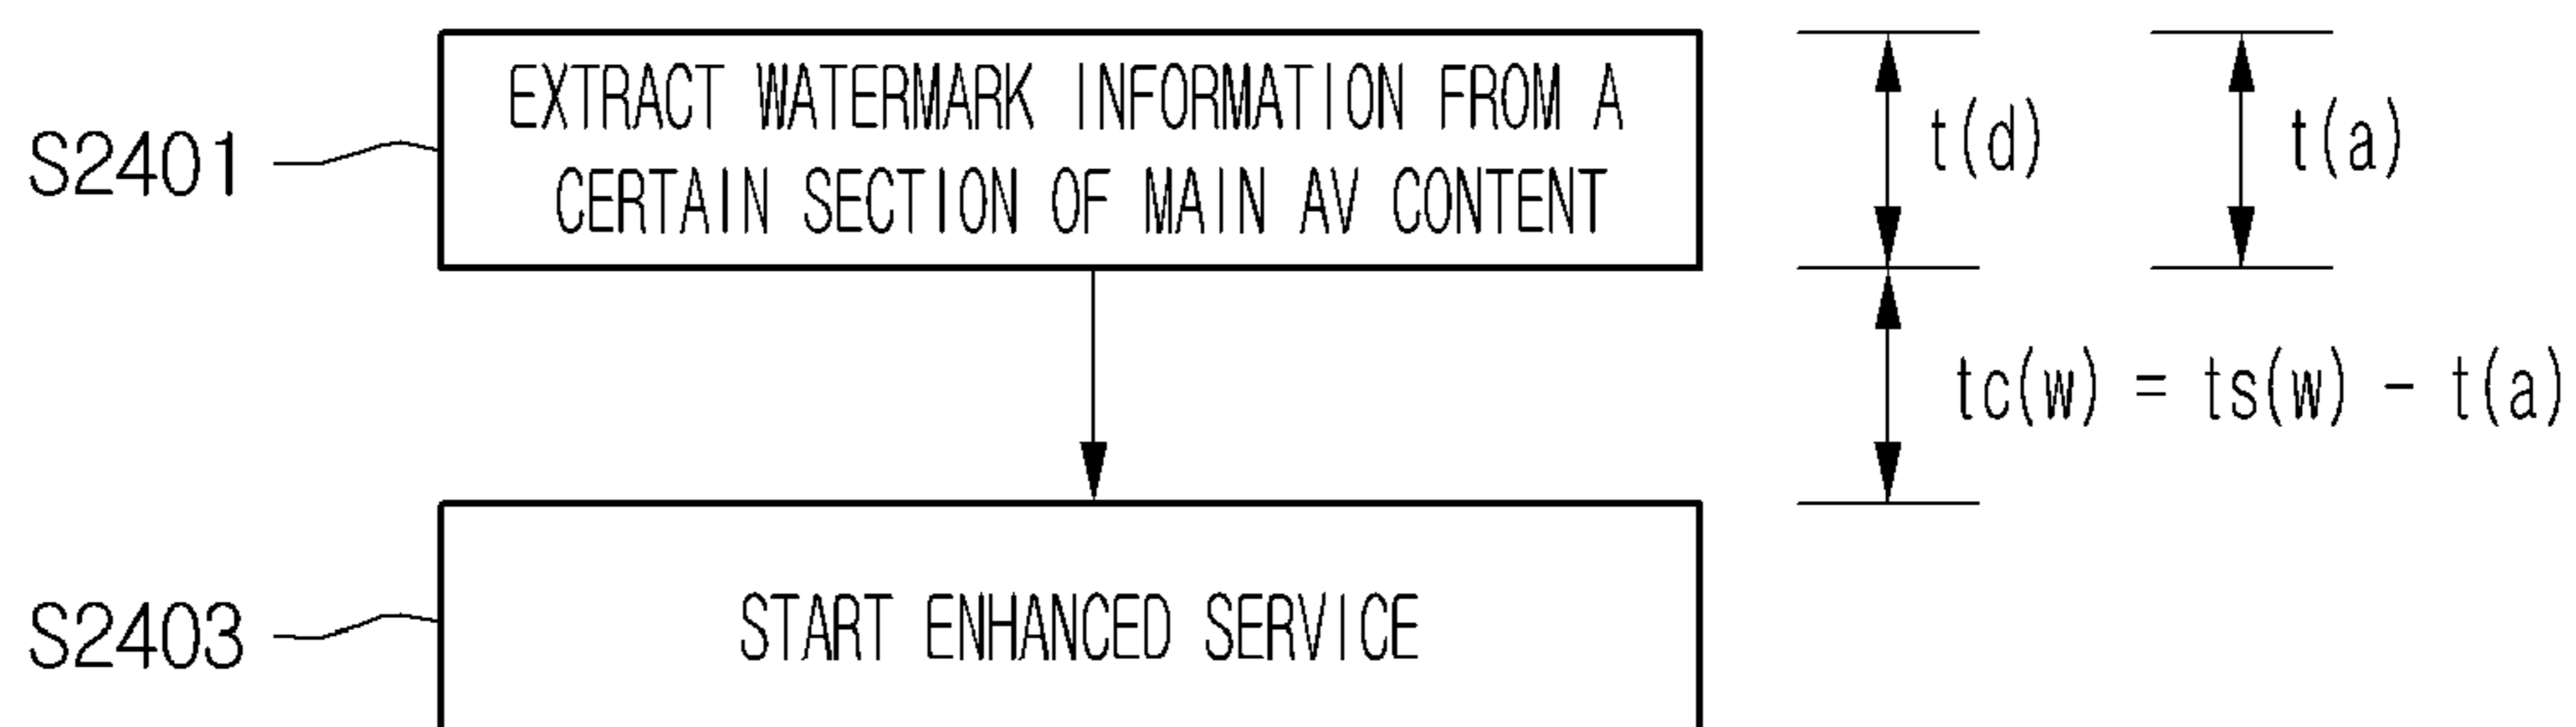 S2401
EXTRACT WATERMARK INFORMATION FROM A
CERTAIN SECTION OF MAIN AV CONTENT
t(d)
t(a)
tc(w) = ts(w) - t(a)
S2403
START ENHANCED SERVICE